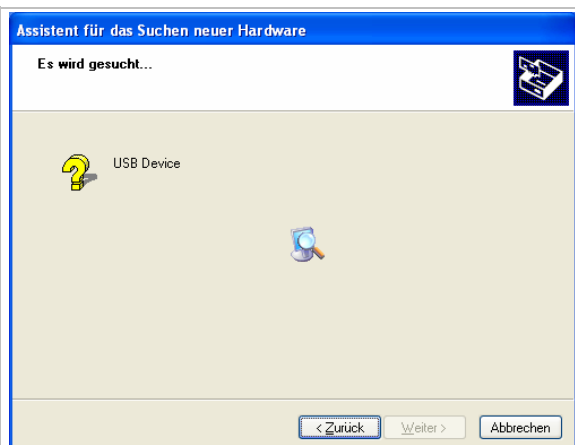 Assistent für das Suchen neuer Hardware
Es wird gesucht...
USB Device
< Zurück Weiter > Abbrechen